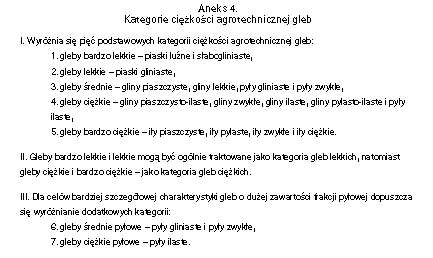 Aneks 4.
Kategorie ciężkości agrotechnicznej gleb
I. Wyróżnia się pięć podstawowych kategorii ciężkości agrotechnicznej gleb:
1. gleby bardzo lekkie – piaski luźne i słabogliniaste,
2. gleby lekkie – piaski gliniaste,
3. gleby średnie – gliny piaszczyste, gliny lekkie, pyły gliniaste i pyły zwykłe,
4. gleby ciężkie – gliny piaszczysto-ilaste, gliny zwykłe, gliny ilaste, gliny pylasto-ilaste i pyły
ilaste,
5. gleby bardzo ciężkie – iły piaszczyste, iły pylaste, iły zwykłe i iły ciężkie.
II. Gleby bardzo lekkie i lekkie mogą być ogólnie traktowane jako kategoria gleb lekkich, natomiast
gleby ciężkie i bardzo ciężkie – jako kategoria gleb ciężkich.
III. Dla celów bardziej szczegółowej charakterystyki gleb o dużej zawartości frakcji pyłowej dopuszcza
się wyróżnianie dodatkowych kategorii:
6. gleby średnie pyłowe – pyły gliniaste i pyły zwykłe,
7. gleby ciężkie pyłowe – pyły ilaste.